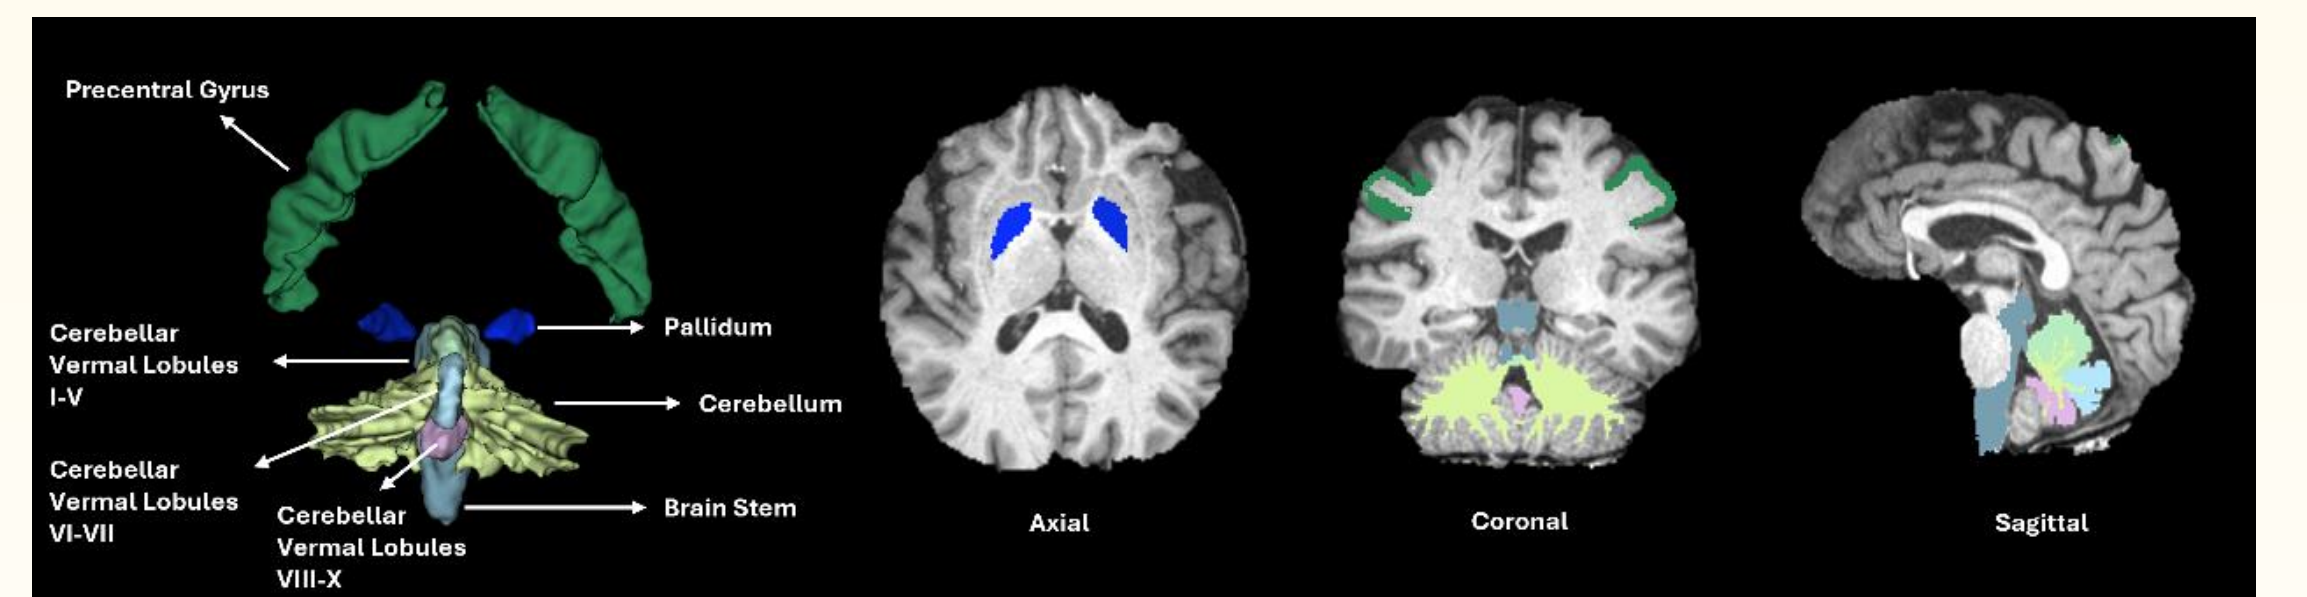 Precentral Gyrus
Cerebellar
Vermal Lobules
I-V
Pallidum
Cerebellum
Cerebellar
Vermal Lobules
VI-VII
Cerebellar
Vermal Lobules
VIII-X
Brain Stem
Axial
Coronal
Sagittal